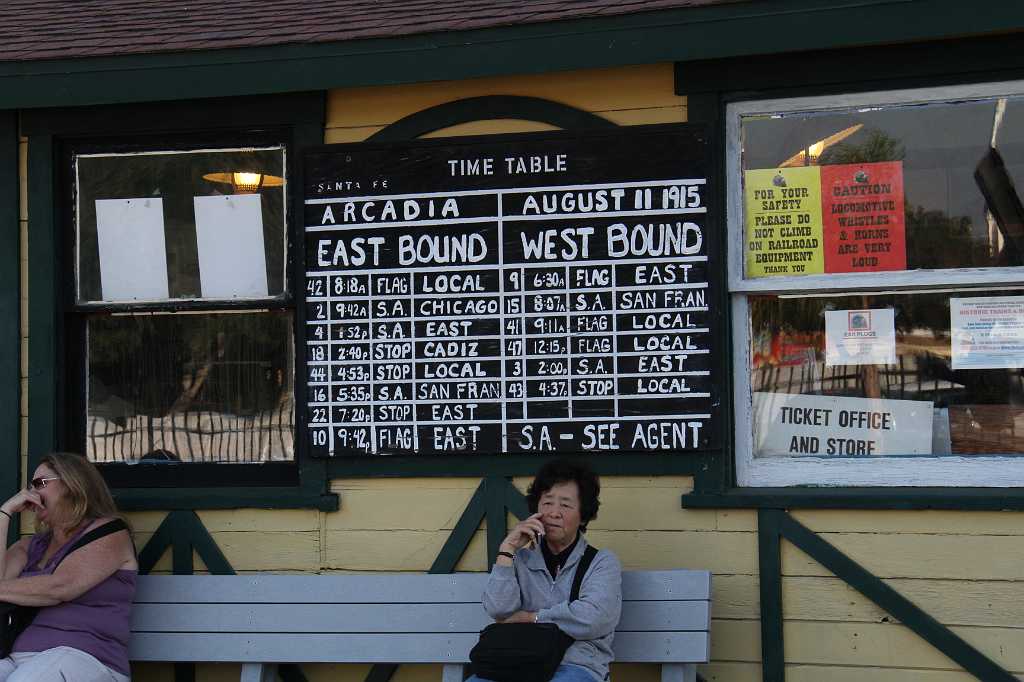 TIME TABLE
SANTA FE
ARCADIA AUGUST 11 1915
EAST BOUND WEST BOUND
42 8:18A FLAG LOCAL 9 6:30A FLAG EAST
2 9:42A S.A. CHICAGO 15 8:07A S.A. SAN FRAN.
4 1:52P S.A. EAST 41 9:11A FLAG LOCAL
18 2:40P STOP CADIZ 47 12:15P FLAG LOCAL
44 4:53P STOP LOCAL 3 2:00P S.A. EAST
16 5:35P S.A. SAN FRAN 43 4:37P STOP LOCAL
22 7:20P STOP EAST
10 9:42P FLAG EAST S.A. - SEE AGENT
FOR YOUR
SAFETY
PLEASE DO
NOT CLIMB
ON RAILROAD
EQUIPMENT
THANK YOU
CAUTION
LOCOMOTIVE
WHISTLES
& HORNS
ARE VERY
LOUD
EAR PLUGS
HISTORIC TRAINS &
TICKET OFFICE
AND STORE